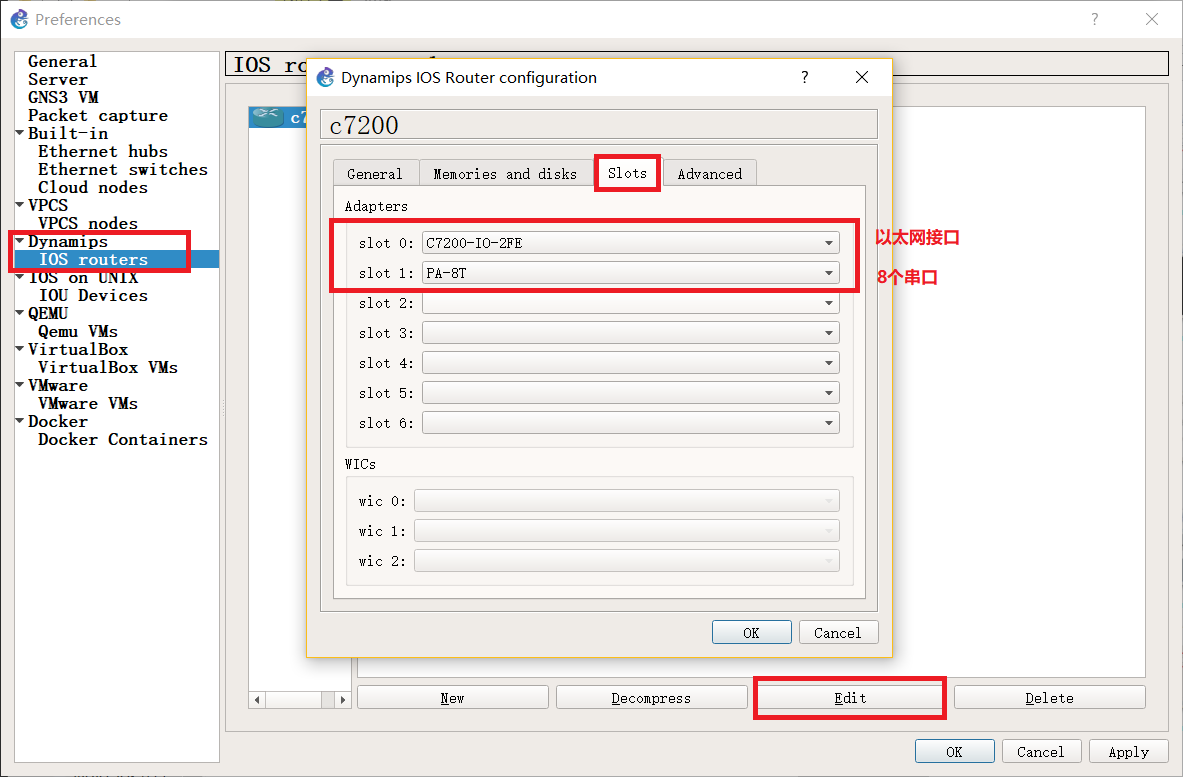 Preferences
General
Server
GNS3 VM
Packet capture
Built-in
Ethernet hubs
Ethernet switches
Cloud nodes
VPCS
VPCS nodes
Dynamips
IOS routers
IOS on UNIX
IOU Devices
QEMU
Qemu VMs
VirtualBox
VirtualBox VMs
VMware
VMware VMs
Docker
Docker Containers
IOS ro
c7
Dynamips IOS Router configuration
?
c7200
General Memories and disks Slots Advanced
Adapters
slot 0: C7200-IO-2FE
slot 1: PA-8T
slot 2:
slot 3:
slot 4:
slot 5:
slot 6:
WICs
wic 0:
wic 1:
wic 2:
OK Cancel
以太网接口
8个串口
New Decompress Edit Delete
OK Cancel Apply
?